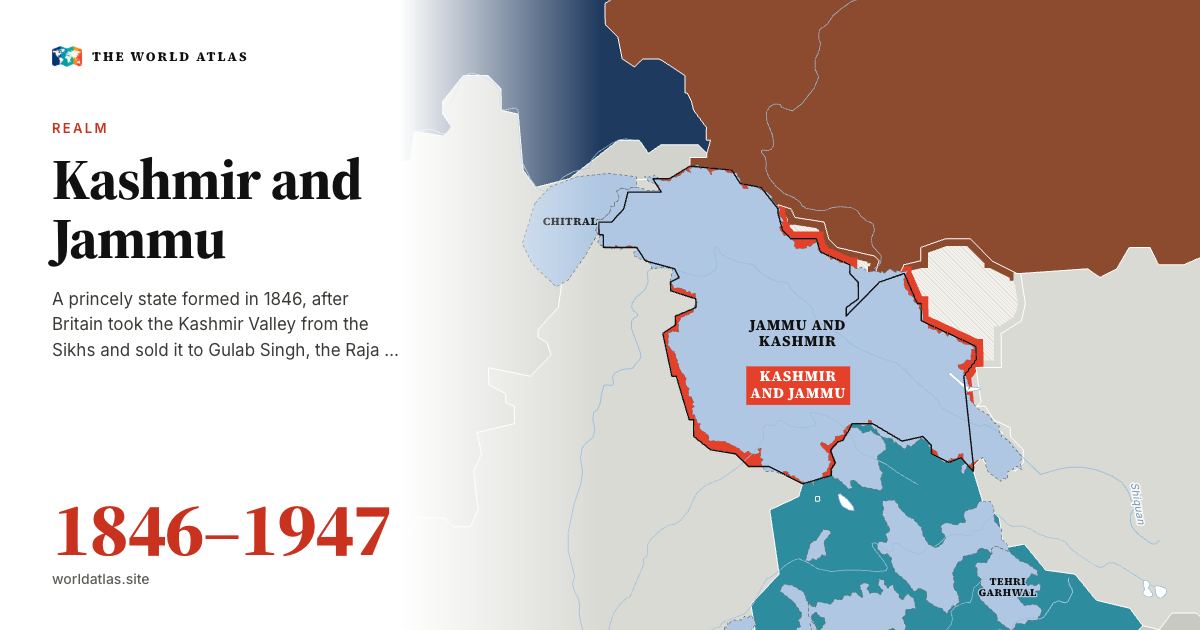 THE WORLD ATLAS
REALM
Kashmir and
Jammu
A princely state formed in 1846, after
Britain took the Kashmir Valley from the
Sikhs and sold it to Gulab Singh, the Raja ...
1846–1947
worldatlas.site
CHITRAL
JAMMU AND
KASHMIR
KASHMIR
AND JAMMU
Shiquan
TEHRI
GARHWAL